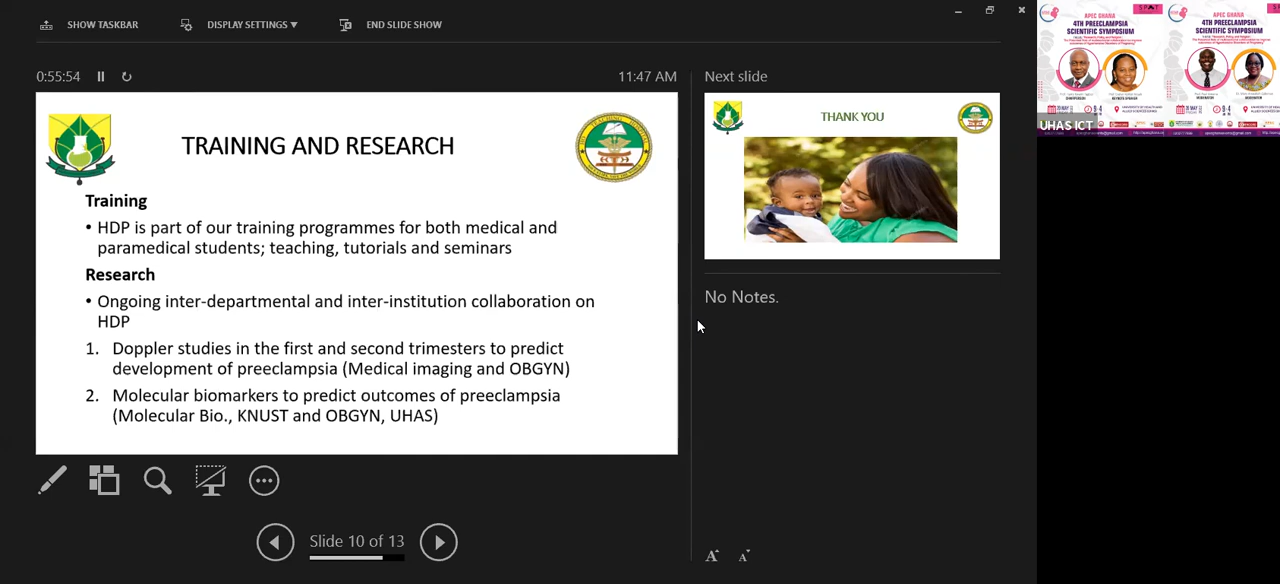 SHOW TASKBAR
DISPLAY SETTINGS ▼
END SLIDE SHOW
0:55:54
11:47 AM
TRAINING AND RESEARCH
Training
• HDP is part of our training programmes for both medical and
paramedical students; teaching, tutorials and seminars
Research
• Ongoing inter-departmental and inter-institution collaboration on
HDP
1. Doppler studies in the first and second trimesters to predict
development of preeclampsia (Medical imaging and OBGYN)
2. Molecular biomarkers to predict outcomes of preeclampsia
(Molecular Bio., KNUST and OBGYN, UHAS)
Slide 10 of 13
Next slide
THANK YOU
No Notes.
A A
APEC GHANA
4TH PREECLAMPSIA
SCIENTIFIC SYMPOSIUM
APEC GHANA
4TH PREECLAMPSIA
SCIENTIFIC SYMPOSIUM
UHAS ICT